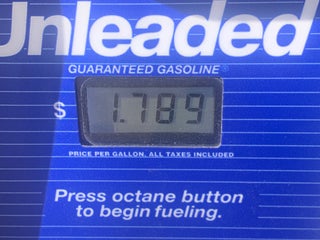 Unleaded
GUARANTEED GASOLINE®
$ 1.789
PRICE PER GALLON, ALL TAXES INCLUDED
Press octane button
to begin fueling.